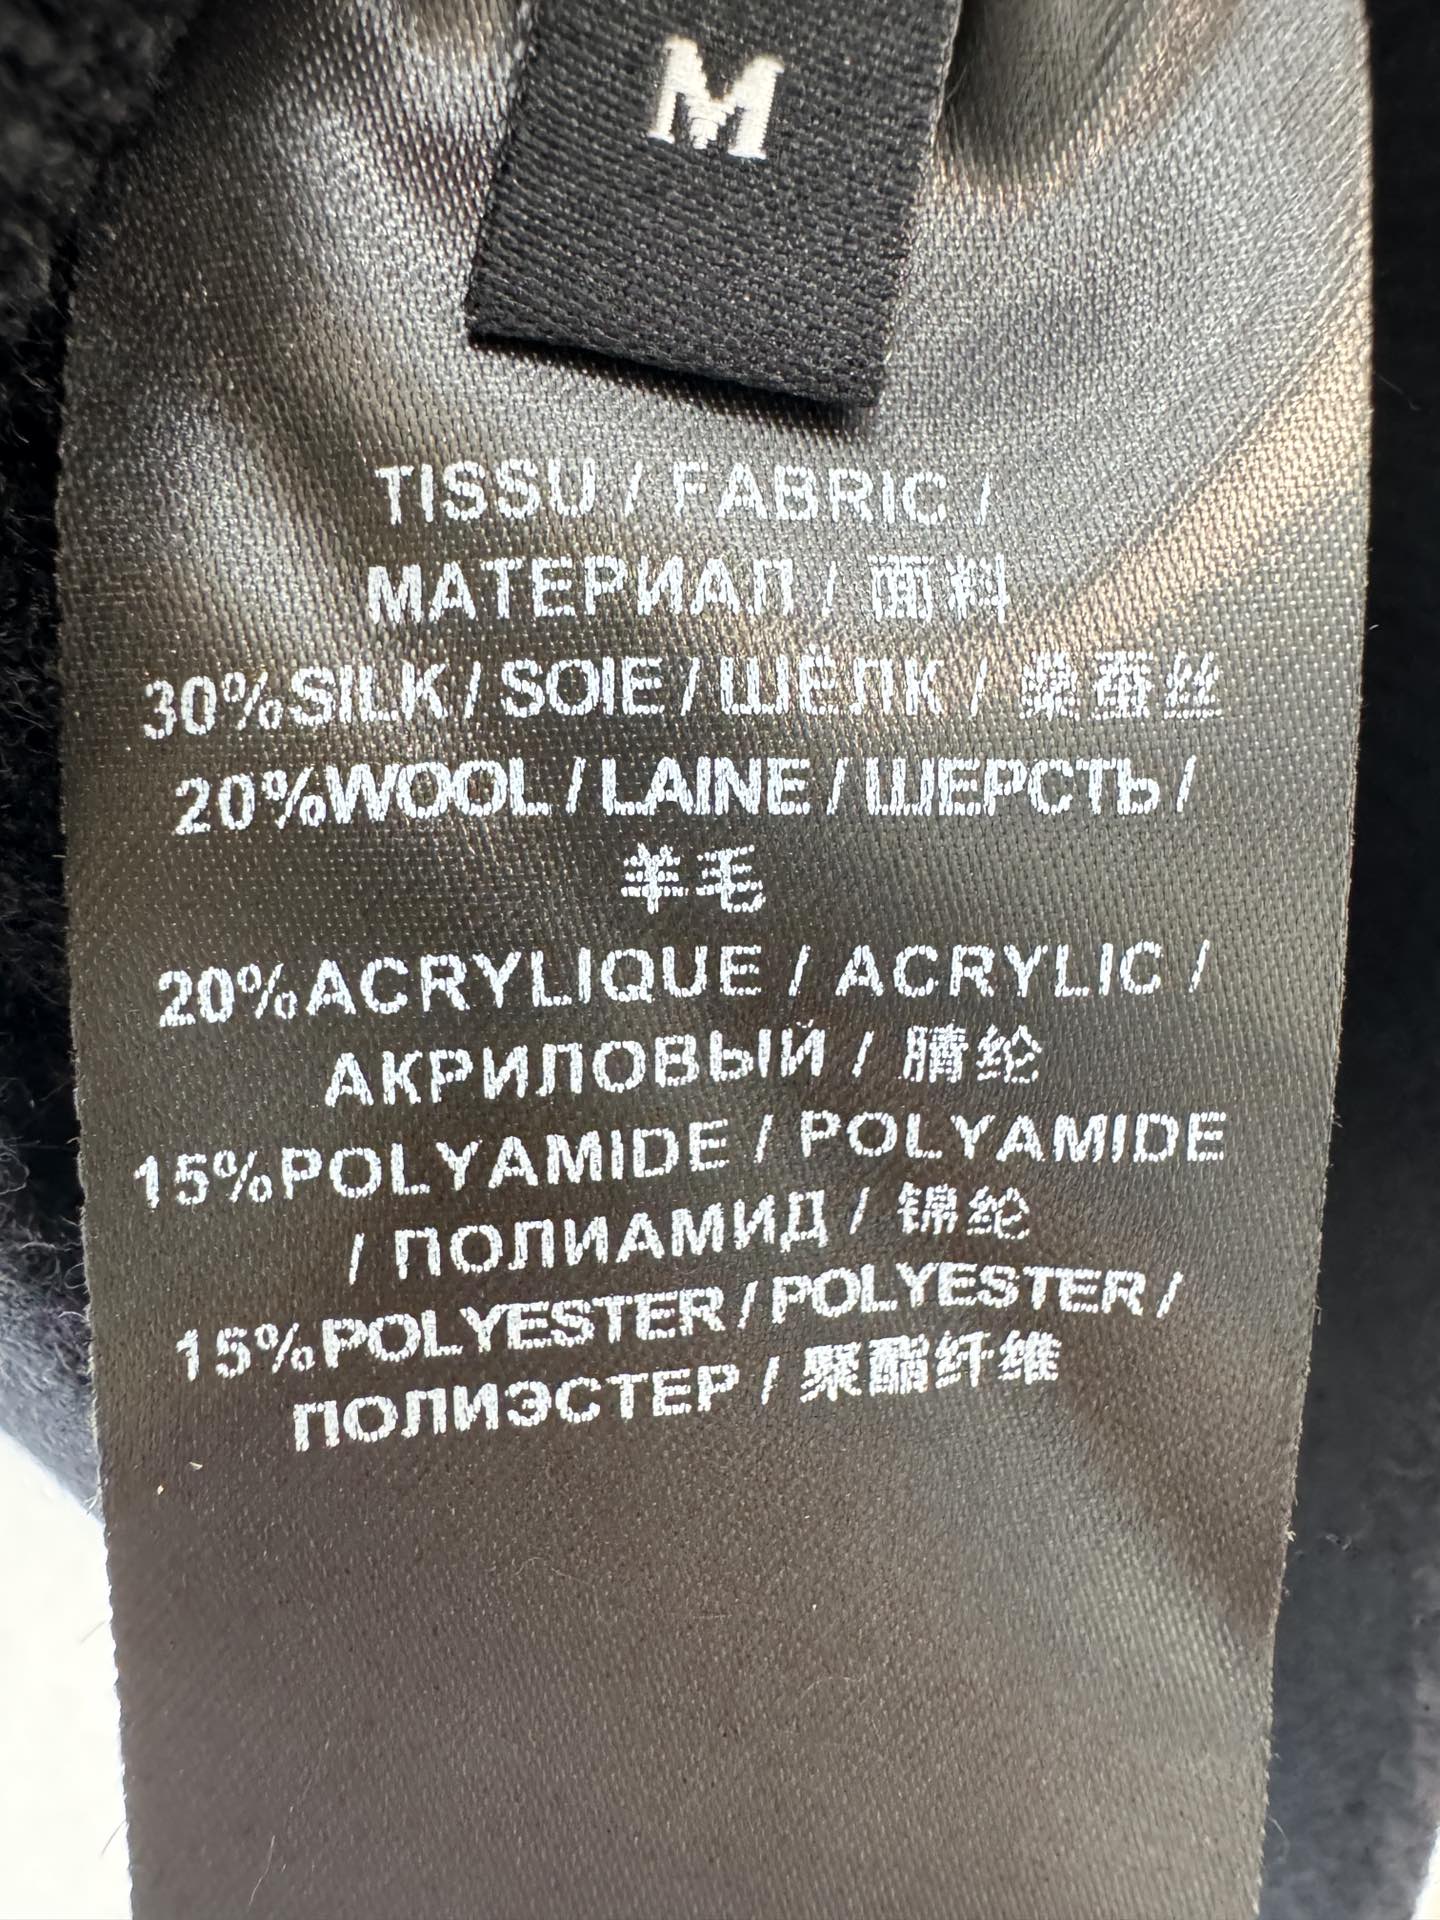 M
TISSU / FABRIC /
МАТЕРИАЛ / 面料
30%SILK / SOIE / ШЁЛК / 桑蚕丝
20%WOOL / LAINE / ШЕРСТЬ /
羊毛
20%ACRYLIQUE / ACRYLIC /
АКРИЛОВЫЙ / 腈纶
15%POLYAMIDE / POLYAMIDE
/ ПОЛИАМИД / 锦纶
15%POLYESTER / POLYESTER /
ПОЛИЭСТЕР / 聚酯纤维